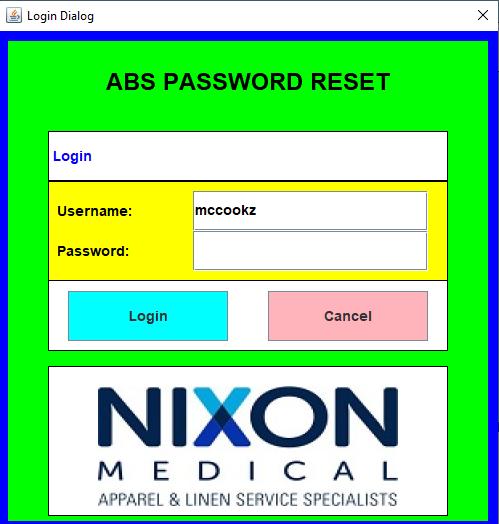 Login Dialog
ABS PASSWORD RESET
Login
Username: mccookz
Password:
Login Cancel
NIXON
MEDICAL
APPAREL & LINEN SERVICE SPECIALISTS